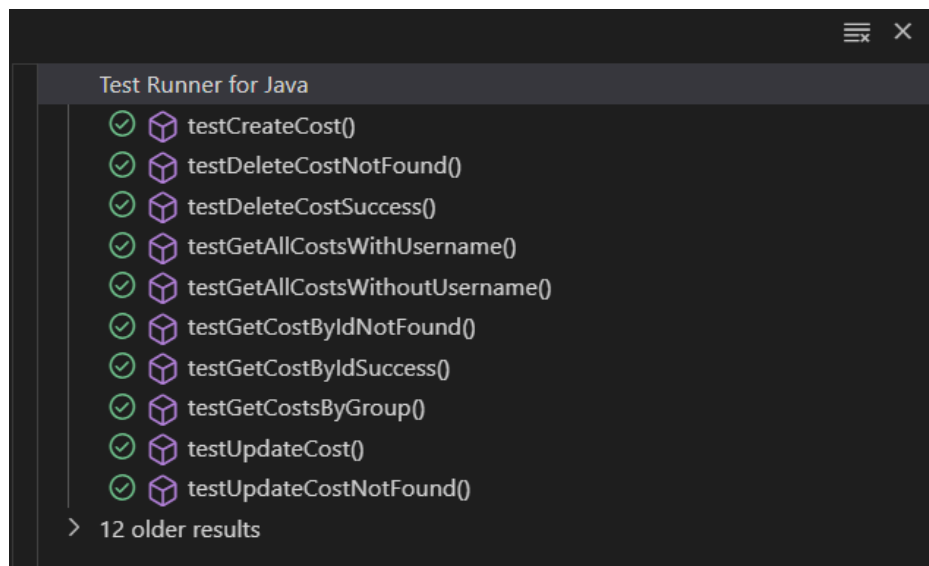 Test Runner for Java
testCreateCost()
testDeleteCostNotFound()
testDeleteCostSuccess()
testGetAllCostsWithUsername()
testGetAllCostsWithoutUsername()
testGetCostByIdNotFound()
testGetCostByIdSuccess()
testGetCostsByGroup()
testUpdateCost()
testUpdateCostNotFound()
12 older results